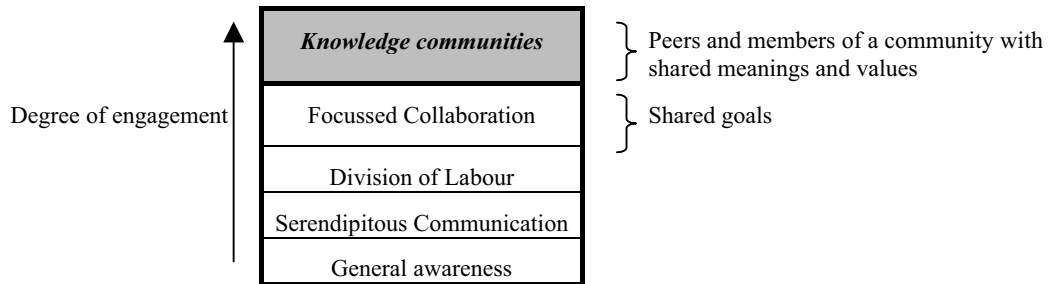 Knowledge communities
Peers and members of a community with
shared meanings and values
Degree of engagement
Focussed Collaboration
Shared goals
Division of Labour
Serendipitous Communication
General awareness